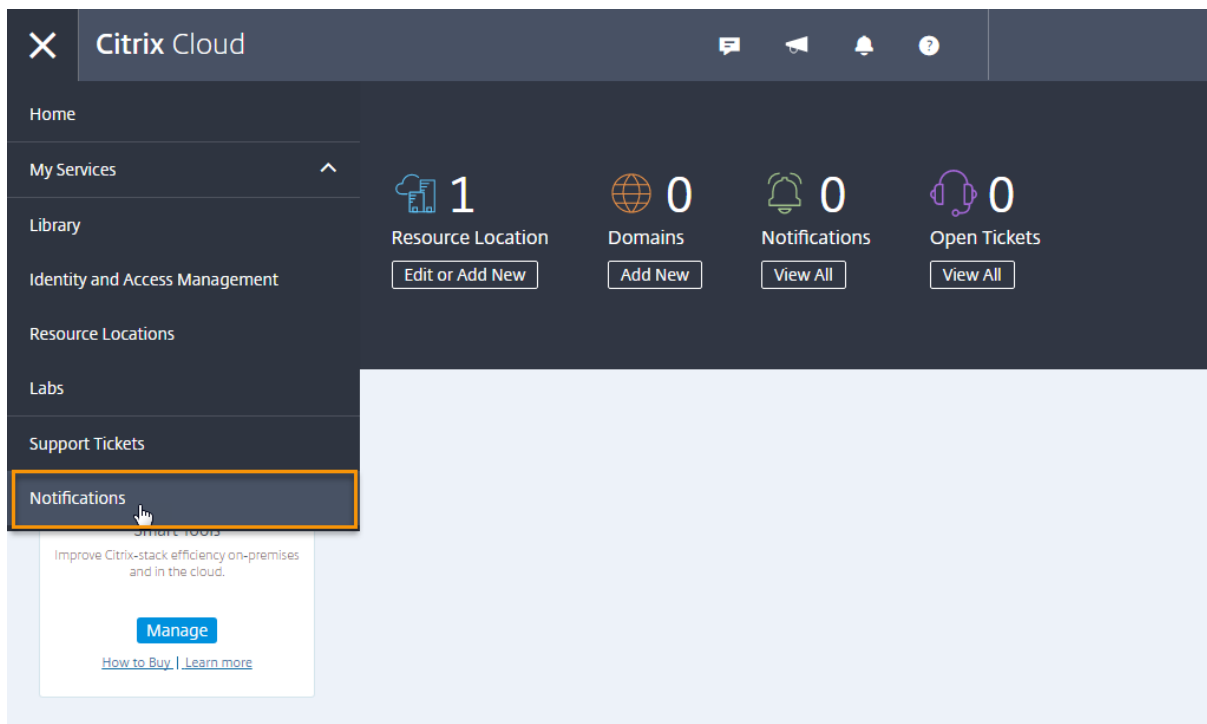 Citrix Cloud
?
Home
My Services
Library
Identity and Access Management
Resource Locations
Labs
Support Tickets
Notifications
1
Resource Location
Edit or Add New
0
Domains
Add New
0
Notifications
View All
0
Open Tickets
View All
Smart Tools
Improve Citrix-stack efficiency on-premises
and in the cloud.
Manage
How to Buy | Learn more